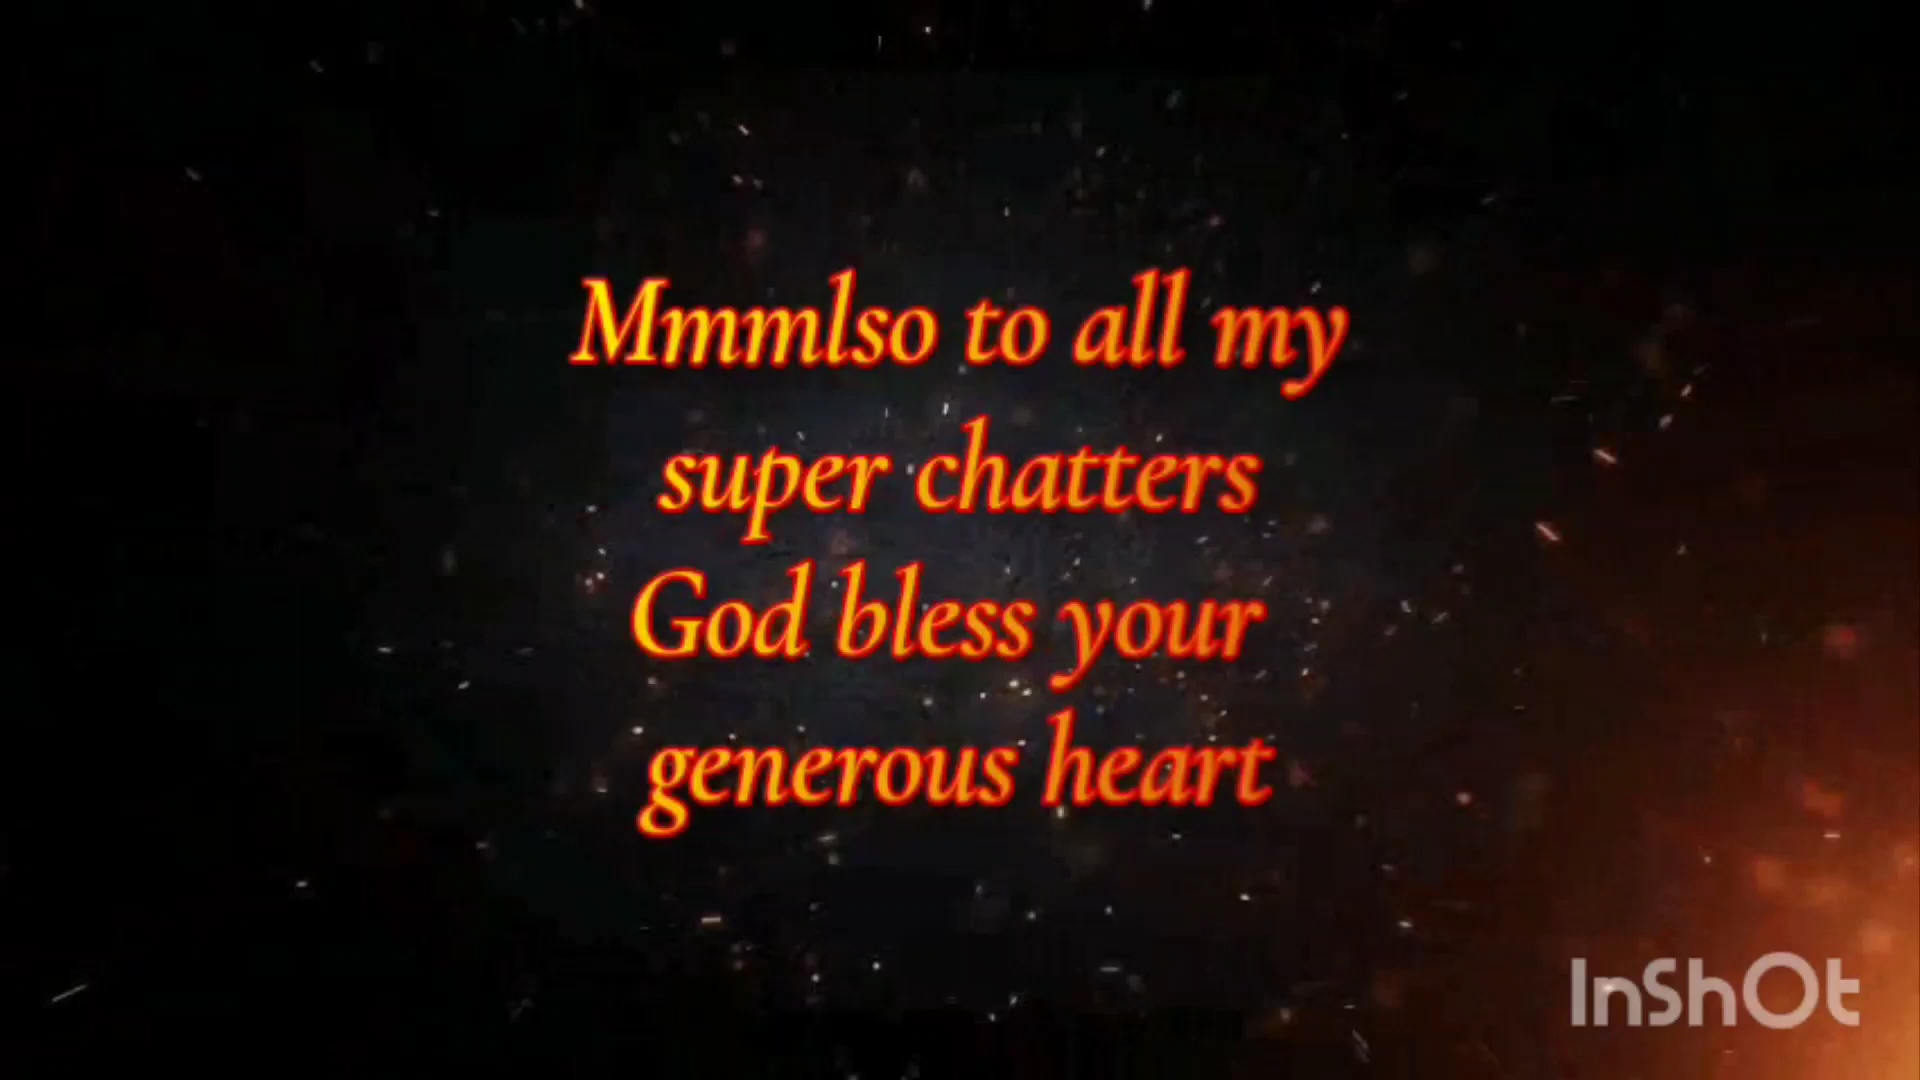 Mmmlso to all my
super chatters
God bless your
generous heart
InShOt